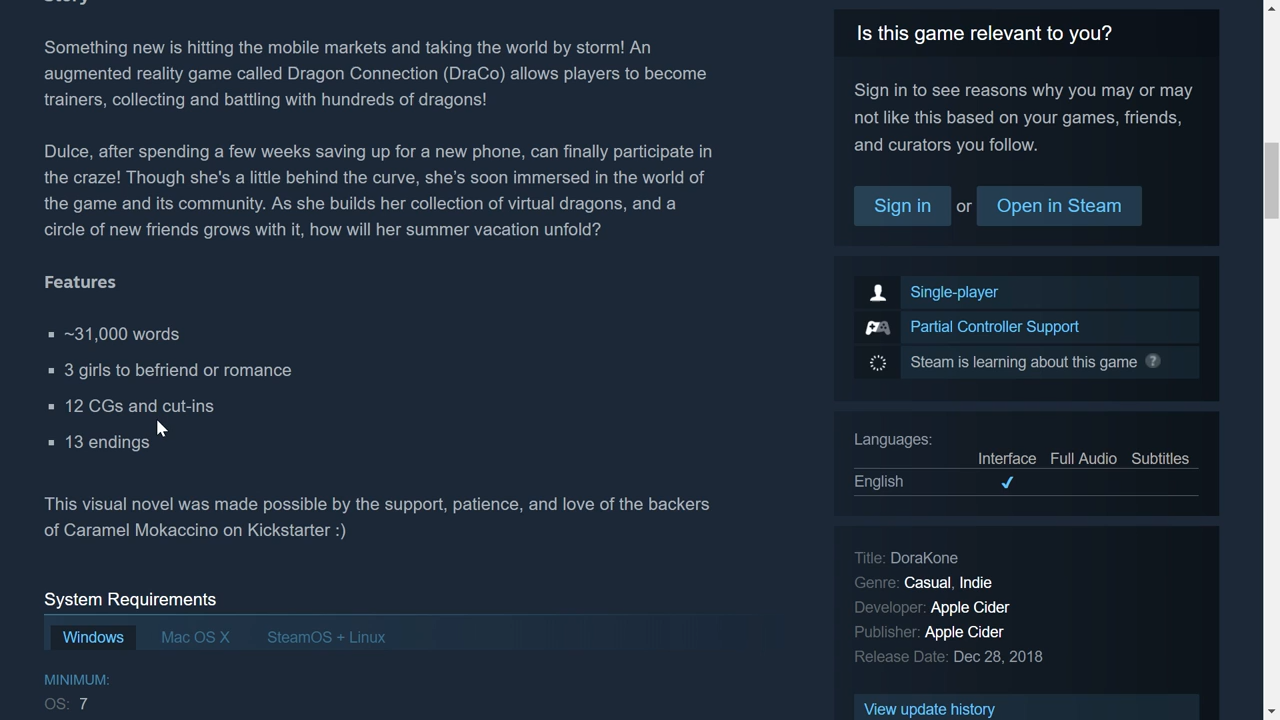 Story
Something new is hitting the mobile markets and taking the world by storm! An
augmented reality game called Dragon Connection (DraCo) allows players to become
trainers, collecting and battling with hundreds of dragons!
Dulce, after spending a few weeks saving up for a new phone, can finally participate in
the craze! Though she's a little behind the curve, she’s soon immersed in the world of
the game and its community. As she builds her collection of virtual dragons, and a
circle of new friends grows with it, how will her summer vacation unfold?
Features
~31,000 words
3 girls to befriend or romance
12 CGs and cut-ins
13 endings
This visual novel was made possible by the support, patience, and love of the backers
of Caramel Mokaccino on Kickstarter :)
System Requirements
Windows Mac OS X SteamOS + Linux
MINIMUM:
OS: 7
Is this game relevant to you?
Sign in to see reasons why you may or may
not like this based on your games, friends,
and curators you follow.
Sign in or Open in Steam
Single-player
Partial Controller Support
Steam is learning about this game ?
Languages:
Interface Full Audio Subtitles
English ✔
Title: DoraKone
Genre: Casual, Indie
Developer: Apple Cider
Publisher: Apple Cider
Release Date: Dec 28, 2018
View update history